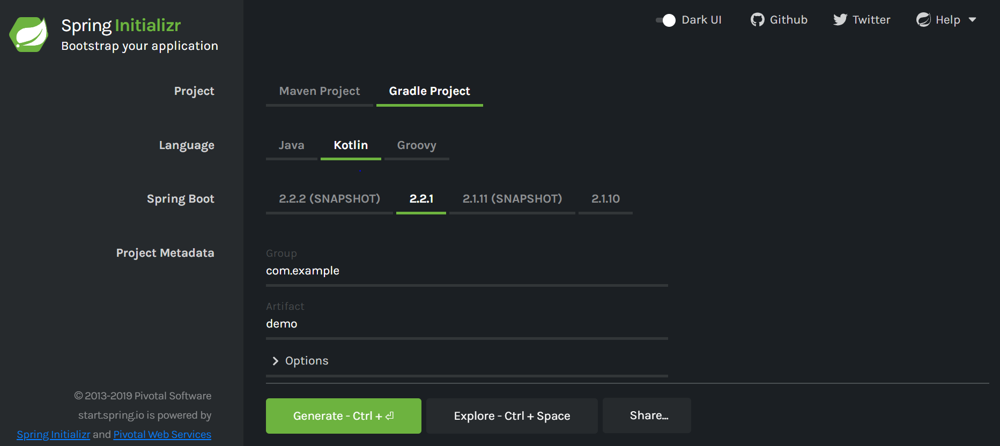 Spring Initializr
Bootstrap your application
Dark UI
Github
Twitter
Help
Project
Maven Project
Gradle Project
Language
Java
Kotlin
Groovy
Spring Boot
2.2.2 (SNAPSHOT)
2.2.1
2.1.11 (SNAPSHOT)
2.1.10
Project Metadata
Group
com.example
Artifact
demo
Options
© 2013-2019 Pivotal Software
start.spring.io is powered by
Spring Initializr and Pivotal Web Services
Generate - Ctrl + ⏎
Explore - Ctrl + Space
Share...